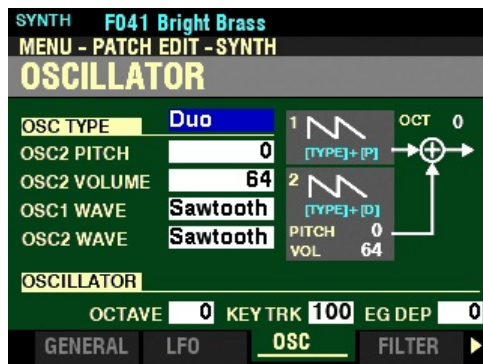 SYNTH F041 Bright Brass
MENU - PATCH EDIT - SYNTH
OSCILLATOR
OSC TYPE Duo
OSC2 PITCH 0
OSC2 VOLUME 64
OSC1 WAVE Sawtooth
OSC2 WAVE Sawtooth
1
[TYPE]+[P]
OCT 0
2
[TYPE]+[D]
PITCH 0
VOL 64
OSCILLATOR
OCTAVE 0 KEY TRK 100 EG DEP 0
GENERAL LFO OSC FILTER